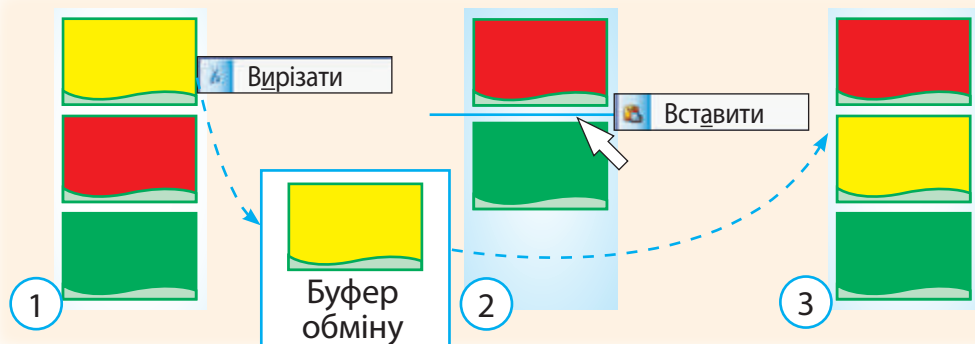 Вирізати
Вставити
Буфер
обміну
1
2
3